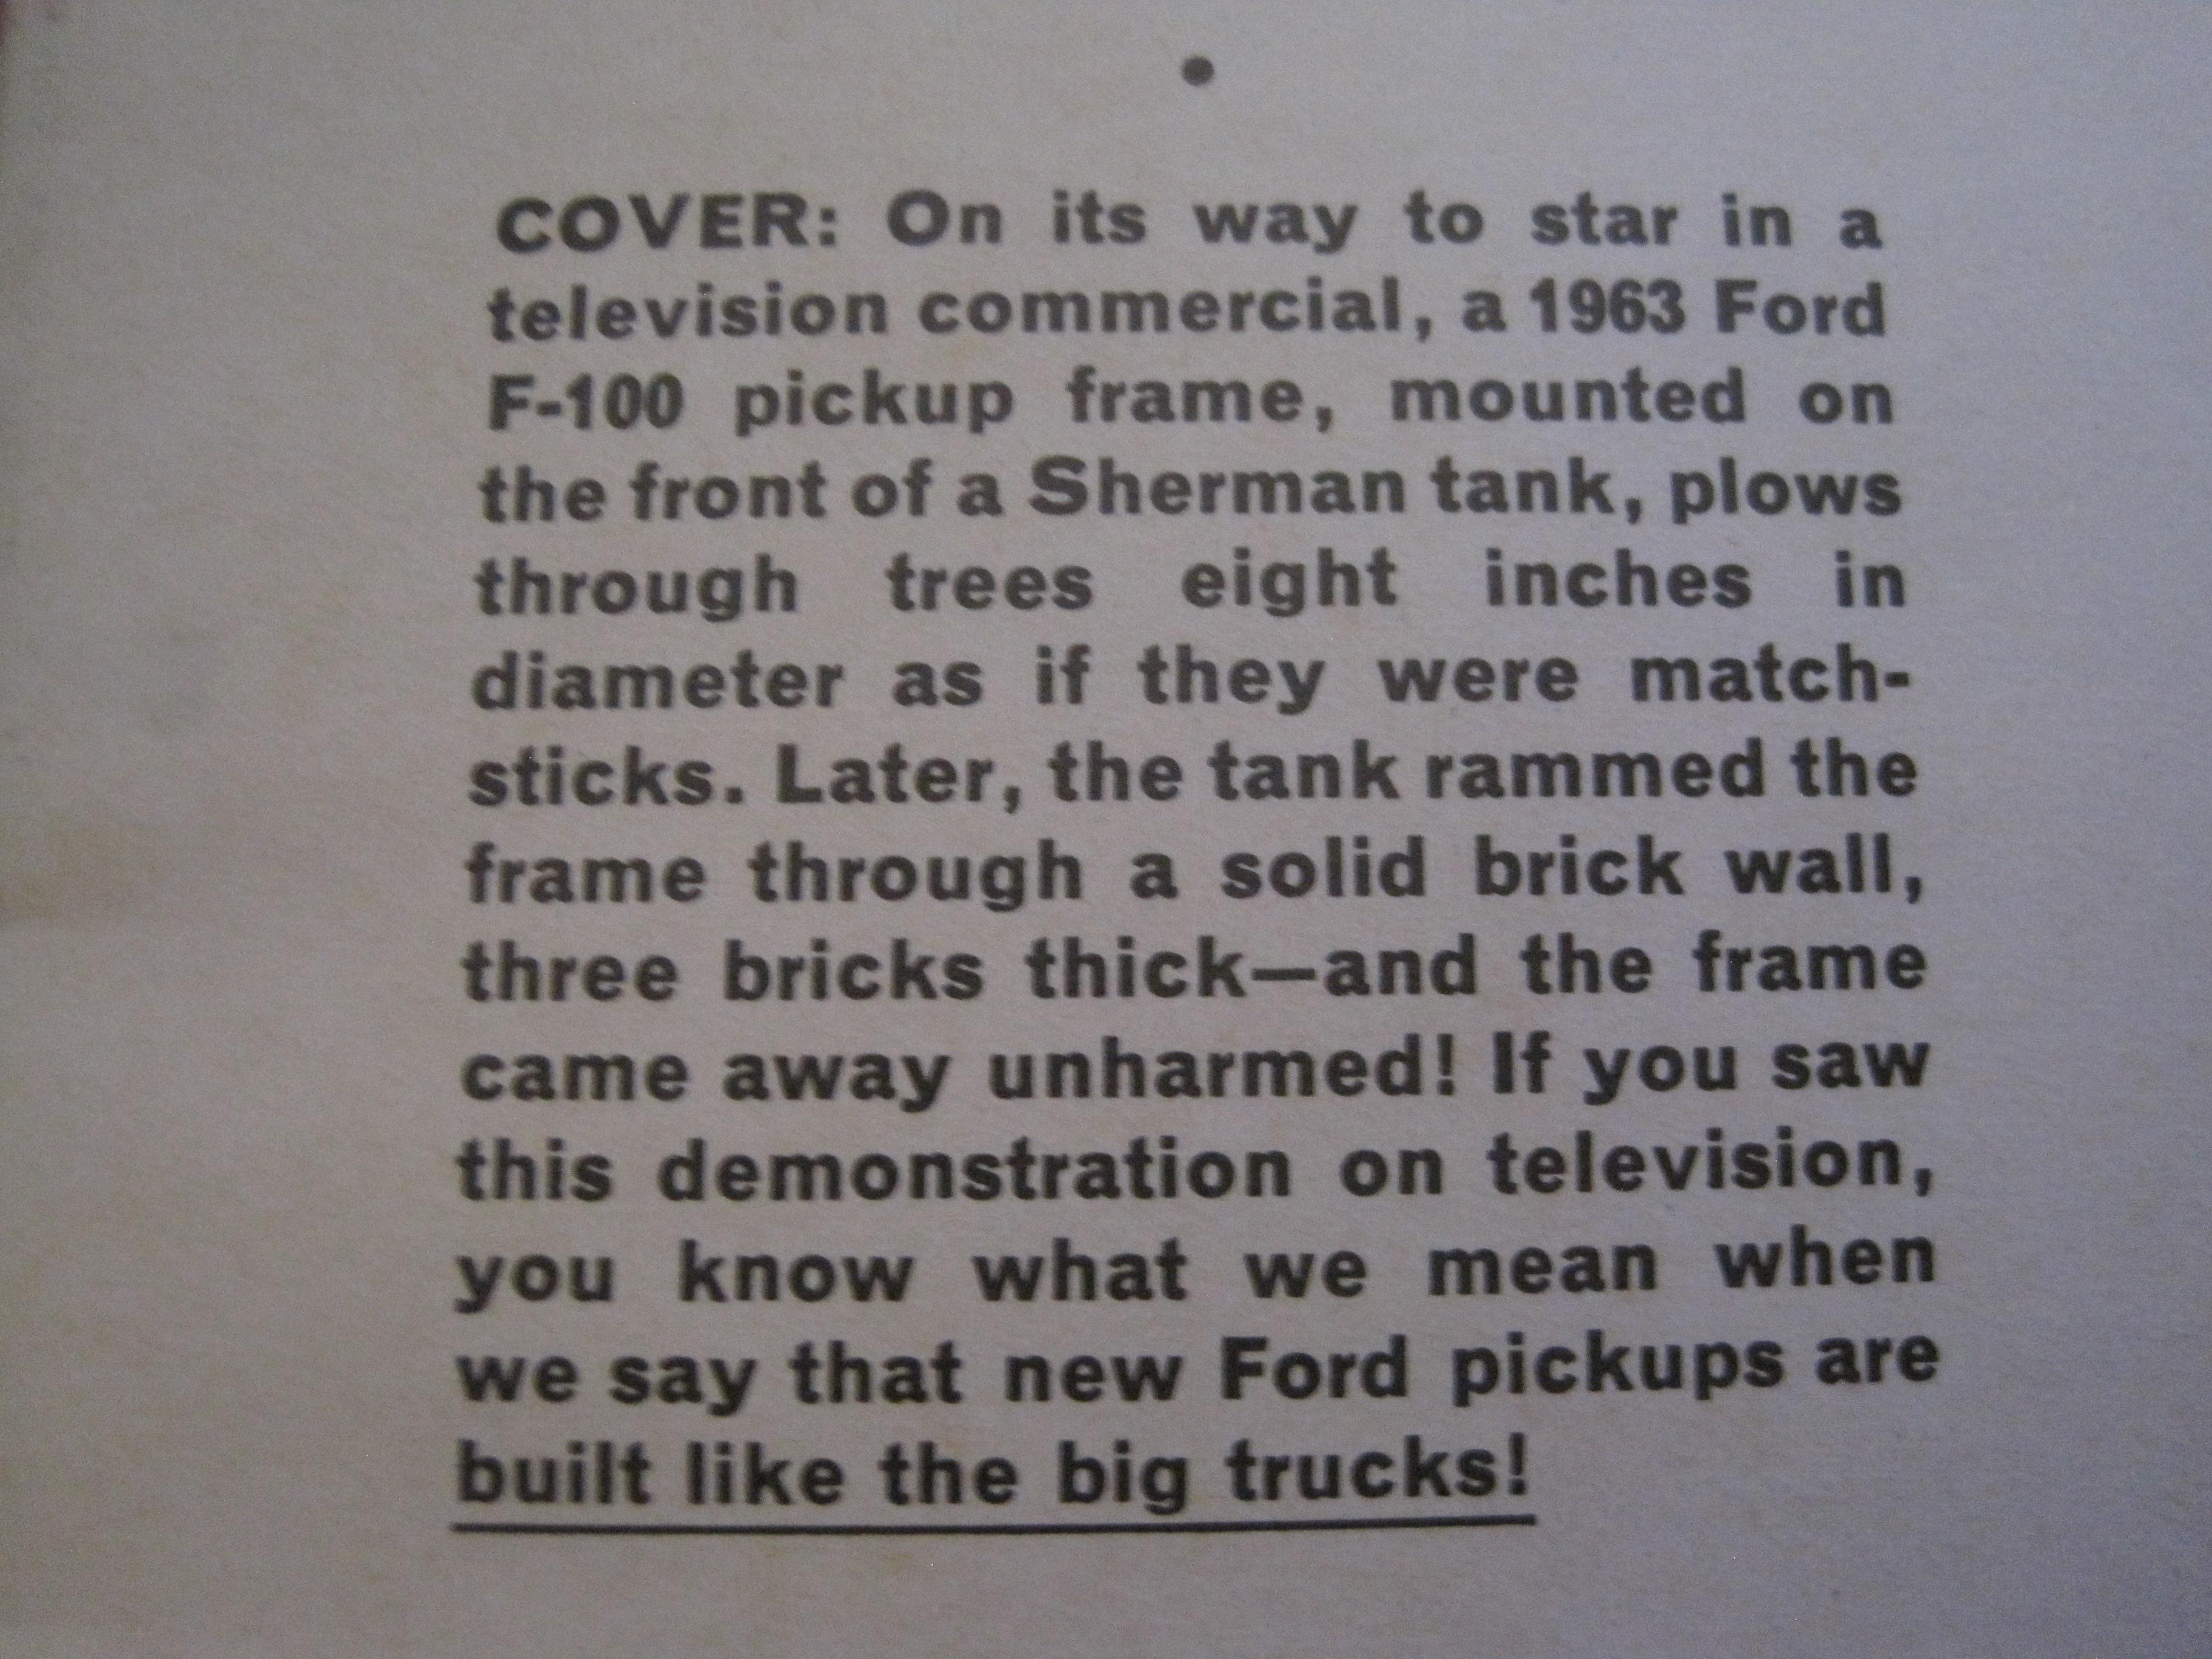 COVER: On its way to star in a
television commercial, a 1963 Ford
F-100 pickup frame, mounted on
the front of a Sherman tank, plows
through trees eight inches in
diameter as if they were match-
sticks. Later, the tank rammed the
frame through a solid brick wall,
three bricks thick—and the frame
came away unharmed! If you saw
this demonstration on television,
you know what we mean when
we say that new Ford pickups are
built like the big trucks!